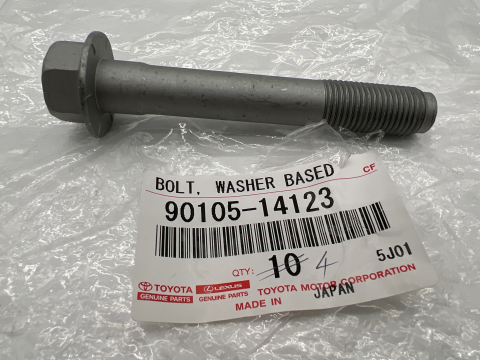 BOLT, WASHER BASED CF
90105-14123
QTY: 10 4 5J01
TOYOTA LEXUS TOYOTA MOTOR CORPORATION
GENUINE PARTS GENUINE PARTS
MADE IN JAPAN